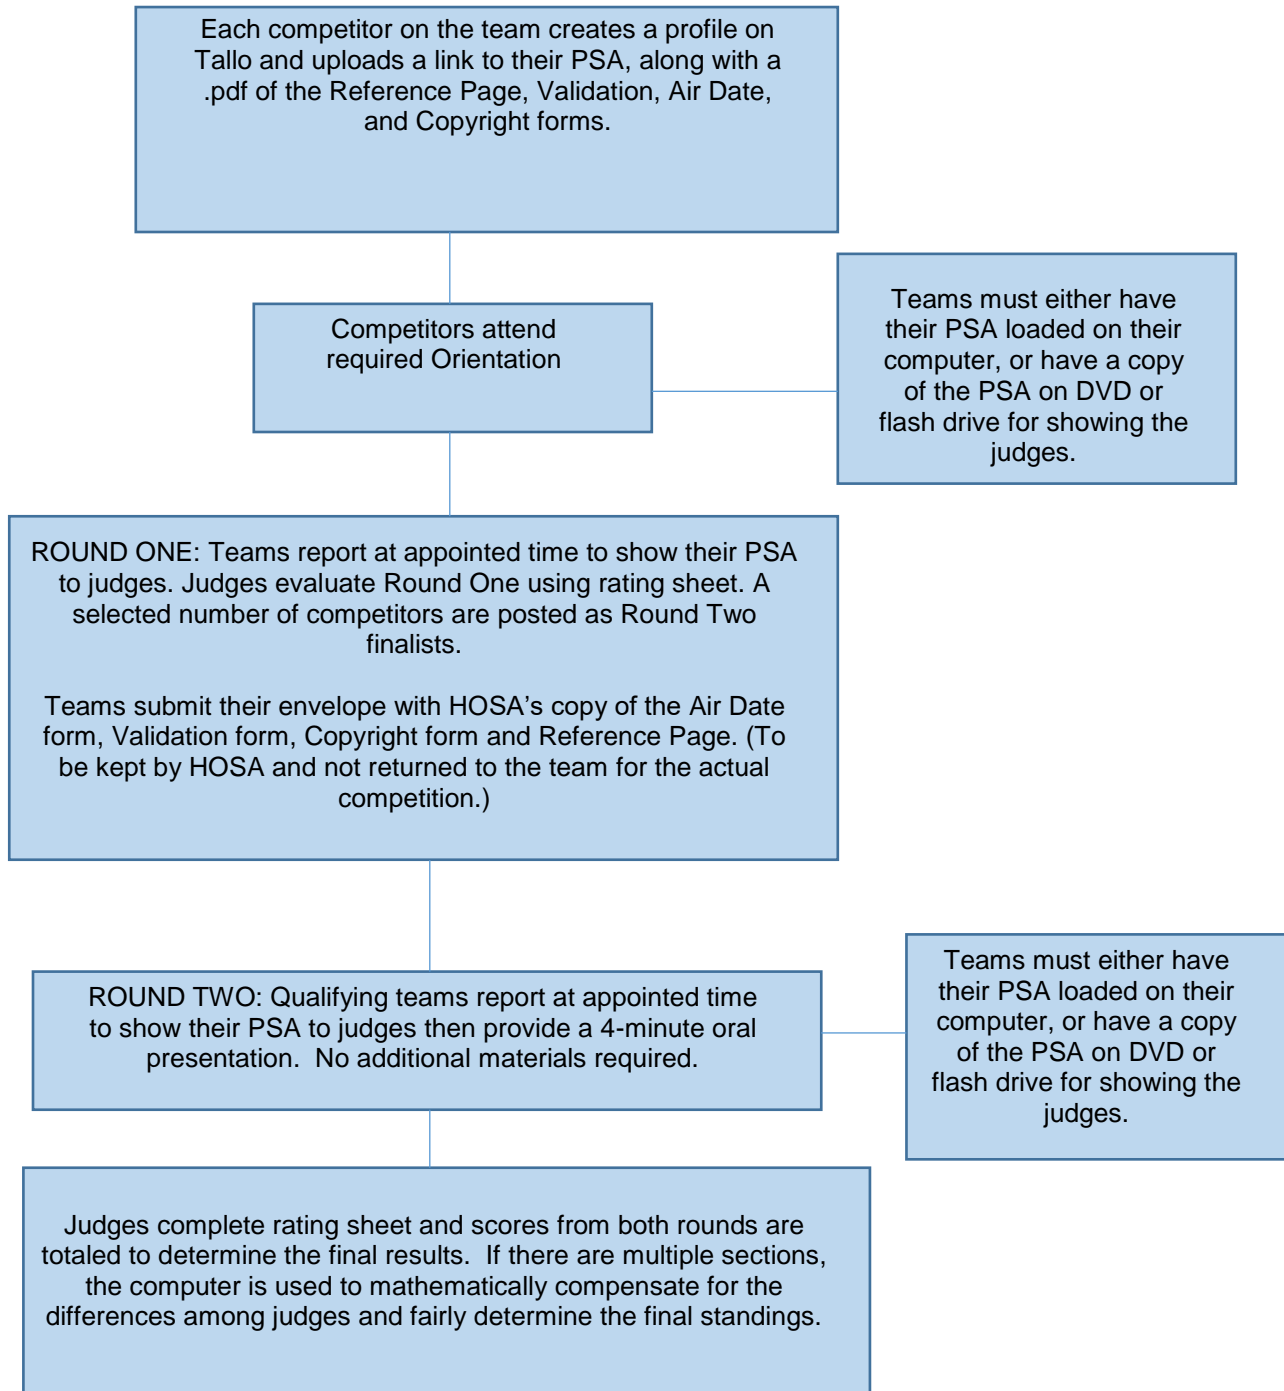 Each competitor on the team creates a profile on
Tallo and uploads a link to their PSA, along with a
.pdf of the Reference Page, Validation, Air Date,
and Copyright forms.
Competitors attend
required Orientation
Teams must either have
their PSA loaded on their
computer, or have a copy
of the PSA on DVD or
flash drive for showing the
judges.
ROUND ONE: Teams report at appointed time to show their PSA
to judges. Judges evaluate Round One using rating sheet. A
selected number of competitors are posted as Round Two
finalists.
Teams submit their envelope with HOSA’s copy of the Air Date
form, Validation form, Copyright form and Reference Page. (To
be kept by HOSA and not returned to the team for the actual
competition.)
ROUND TWO: Qualifying teams report at appointed time
to show their PSA to judges then provide a 4-minute oral
presentation.  No additional materials required.
Teams must either have
their PSA loaded on their
computer, or have a copy
of the PSA on DVD or
flash drive for showing the
judges.
Judges complete rating sheet and scores from both rounds are
totaled to determine the final results.  If there are multiple sections,
the computer is used to mathematically compensate for the
differences among judges and fairly determine the final standings.